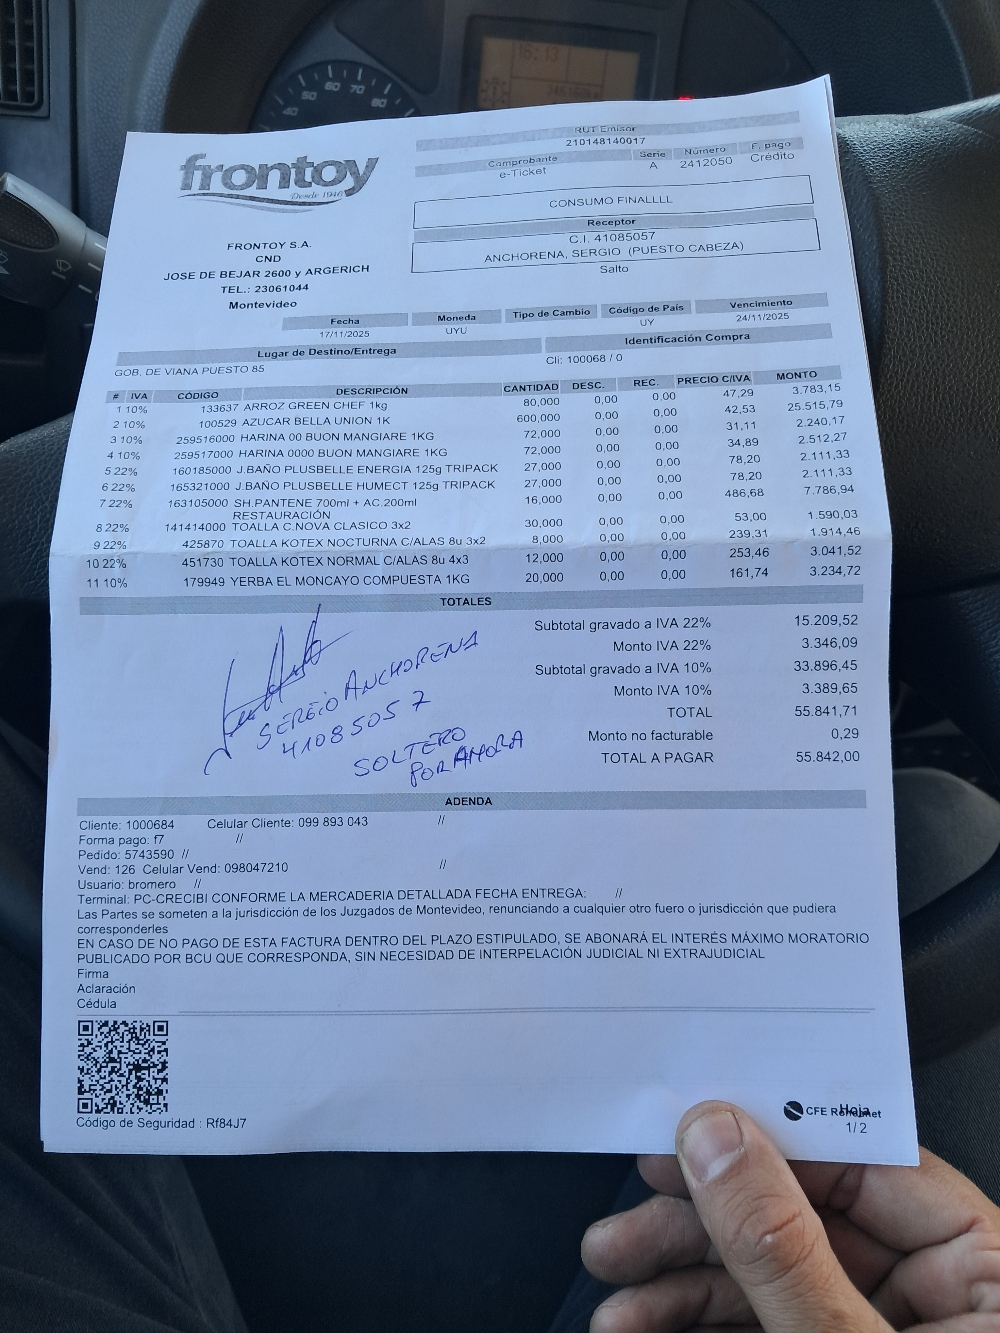 16:13
40
50
60
70
80
frontoy
Desde 1946
FRONTOY S.A.
CND
JOSE DE BEJAR 2600 y ARGERICH
TEL.: 23061044
Montevideo
RUT Emisor
210148140017
Comprobante Serie Número F. pago
e-Ticket A 2412050 Crédito
CONSUMO FINALLLL
Receptor
C.I. 41085057
ANCHORENA, SERGIO (PUESTO CABEZA)
Salto
Fecha Moneda Tipo de Cambio Código de País Vencimiento
17/11/2025 UYU UY 24/11/2025
Lugar de Destino/Entrega Identificación Compra
GOB. DE VIANA PUESTO 85 Cli: 100068 / 0
# IVA CÓDIGO DESCRIPCIÓN CANTIDAD DESC. REC. PRECIO C/IVA MONTO
1 10% 133637 ARROZ GREEN CHEF 1kg 80,000 0,00 0,00 47,29 3.783,15
2 10% 100529 AZUCAR BELLA UNION 1K 600,000 0,00 0,00 42,53 25.515,79
3 10% 259516000 HARINA 00 BUON MANGIARE 1KG 72,000 0,00 0,00 31,11 2.240,17
4 10% 259517000 HARINA 0000 BUON MANGIARE 1KG 72,000 0,00 0,00 34,89 2.512,27
5 22% 160185000 J.BAÑO PLUSBELLE ENERGIA 125g TRIPACK 27,000 0,00 0,00 78,20 2.111,33
6 22% 165321000 J.BAÑO PLUSBELLE HUMECT 125g TRIPACK 27,000 0,00 0,00 78,20 2.111,33
7 22% 163105000 SH.PANTENE 700ml + AC.200ml 16,000 0,00 0,00 486,68 7.786,94
RESTAURACIÓN
8 22% 141414000 TOALLA C.NOVA CLASICO 3x2 30,000 0,00 0,00 53,00 1.590,03
9 22% 425870 TOALLA KOTEX NOCTURNA C/ALAS 8u 3x2 8,000 0,00 0,00 239,31 1.914,46
10 22% 451730 TOALLA KOTEX NORMAL C/ALAS 8u 4x3 12,000 0,00 0,00 253,46 3.041,52
11 10% 179949 YERBA EL MONCAYO COMPUESTA 1KG 20,000 0,00 0,00 161,74 3.234,72
TOTALES
Subtotal gravado a IVA 22% 15.209,52
Monto IVA 22% 3.346,09
Subtotal gravado a IVA 10% 33.896,45
Monto IVA 10% 3.389,65
TOTAL 55.841,71
Monto no facturable 0,29
TOTAL A PAGAR 55.842,00
SERGIO ANCHORENA
41085057
SOLTERO
POR AHORA
ADENDA
Cliente: 1000684 Celular Cliente: 099 893 043 //
Forma pago: f7 //
Pedido: 5743590 //
Vend: 126 Celular Vend: 098047210 //
Usuario: bromero //
Terminal: PC-CRECIBI CONFORME LA MERCADERIA DETALLADA FECHA ENTREGA: //
Las Partes se someten a la jurisdicción de los Juzgados de Montevideo, renunciando a cualquier otro fuero o jurisdicción que pudiera
corresponderles
EN CASO DE NO PAGO DE ESTA FACTURA DENTRO DEL PLAZO ESTIPULADO, SE ABONARÁ EL INTERÉS MÁXIMO MORATORIO
PUBLICADO POR BCU QUE CORRESPONDA, SIN NECESIDAD DE INTERPELACIÓN JUDICIAL NI EXTRAJUDICIAL
Firma
Aclaración
Cédula
Código de Seguridad : Rf84J7
CFE
Hoja
1/ 2